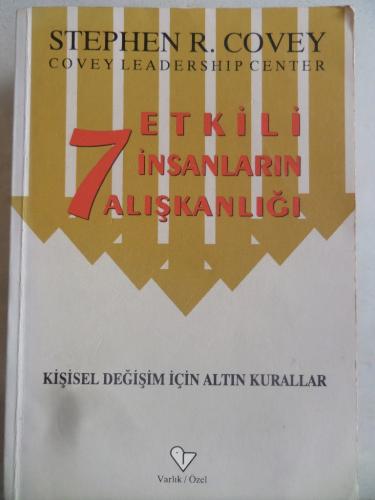 STEPHEN R. COVEY
COVEY LEADERSHIP CENTER
ETKİLİ
7 İNSANLARIN
ALIŞKANLIĞI
KİŞİSEL DEĞİŞİM İÇİN ALTIN KURALLAR
Varlık / Özel